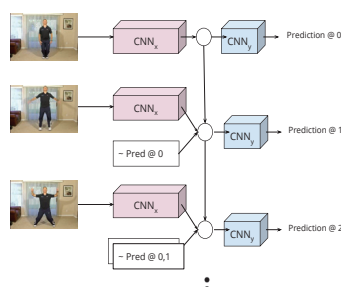 CNNx CNNy Prediction @ 0
CNNx
– Pred @ 0 CNNy Prediction @ 1
CNNx
– Pred @ 0,1 CNNy Prediction @ 2